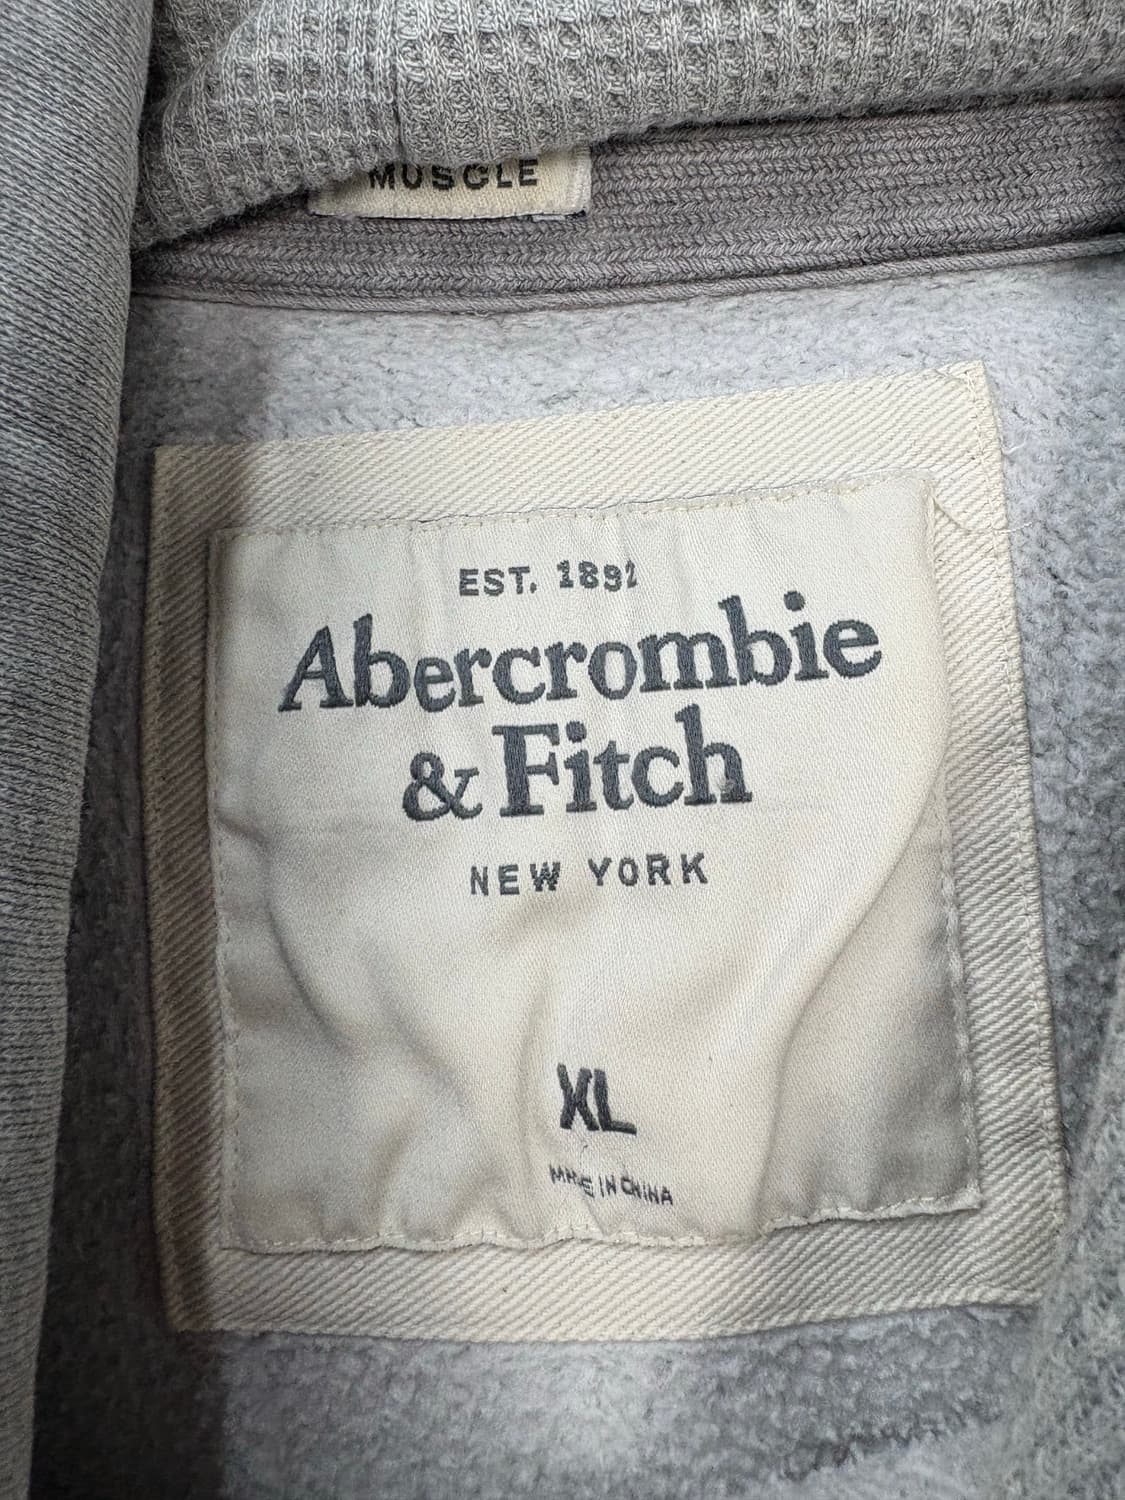 MUSCLE
EST. 1892
Abercrombie
& Fitch
NEW YORK
XL
MADE IN CHINA